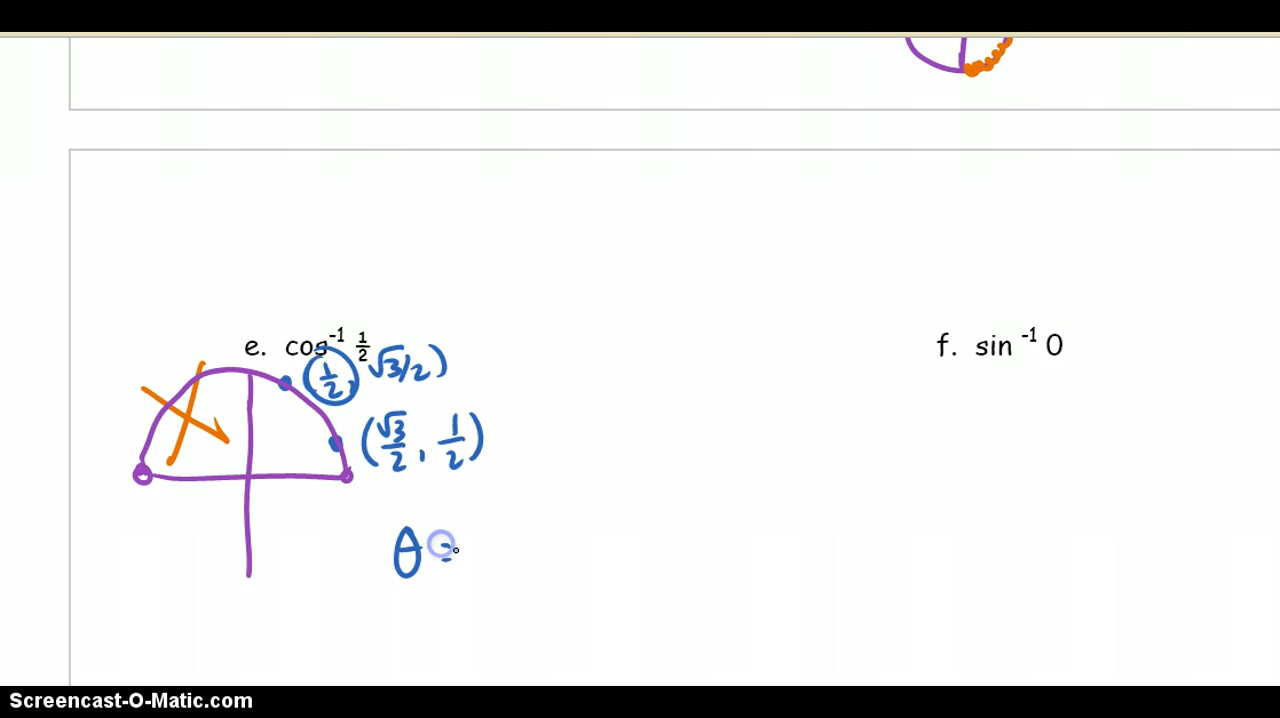 e. cos⁻¹ ½
f. sin⁻¹ 0
(½, √3/2)
(√3/2, 1/2)
θ =
Screencast-O-Matic.com